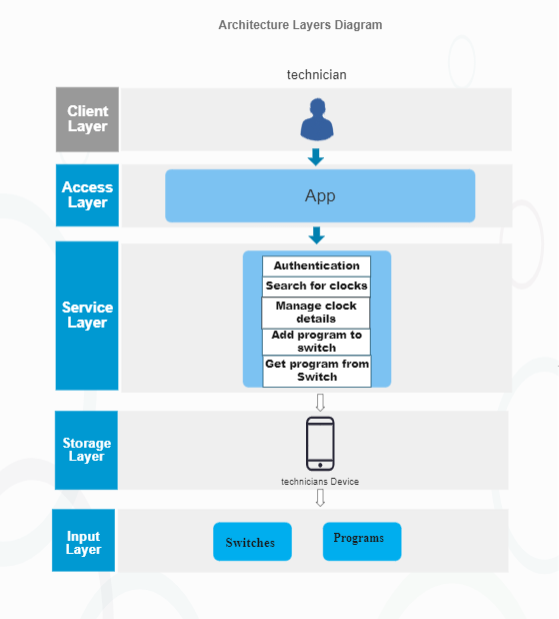 Architecture Layers Diagram
technician
Client
Layer
Access
Layer
App
Service
Layer
Authentication
Search for clocks
Manage clock
details
Add program to
switch
Get program from
Switch
Storage
Layer
technicians Device
Input
Layer
Switches
Programs